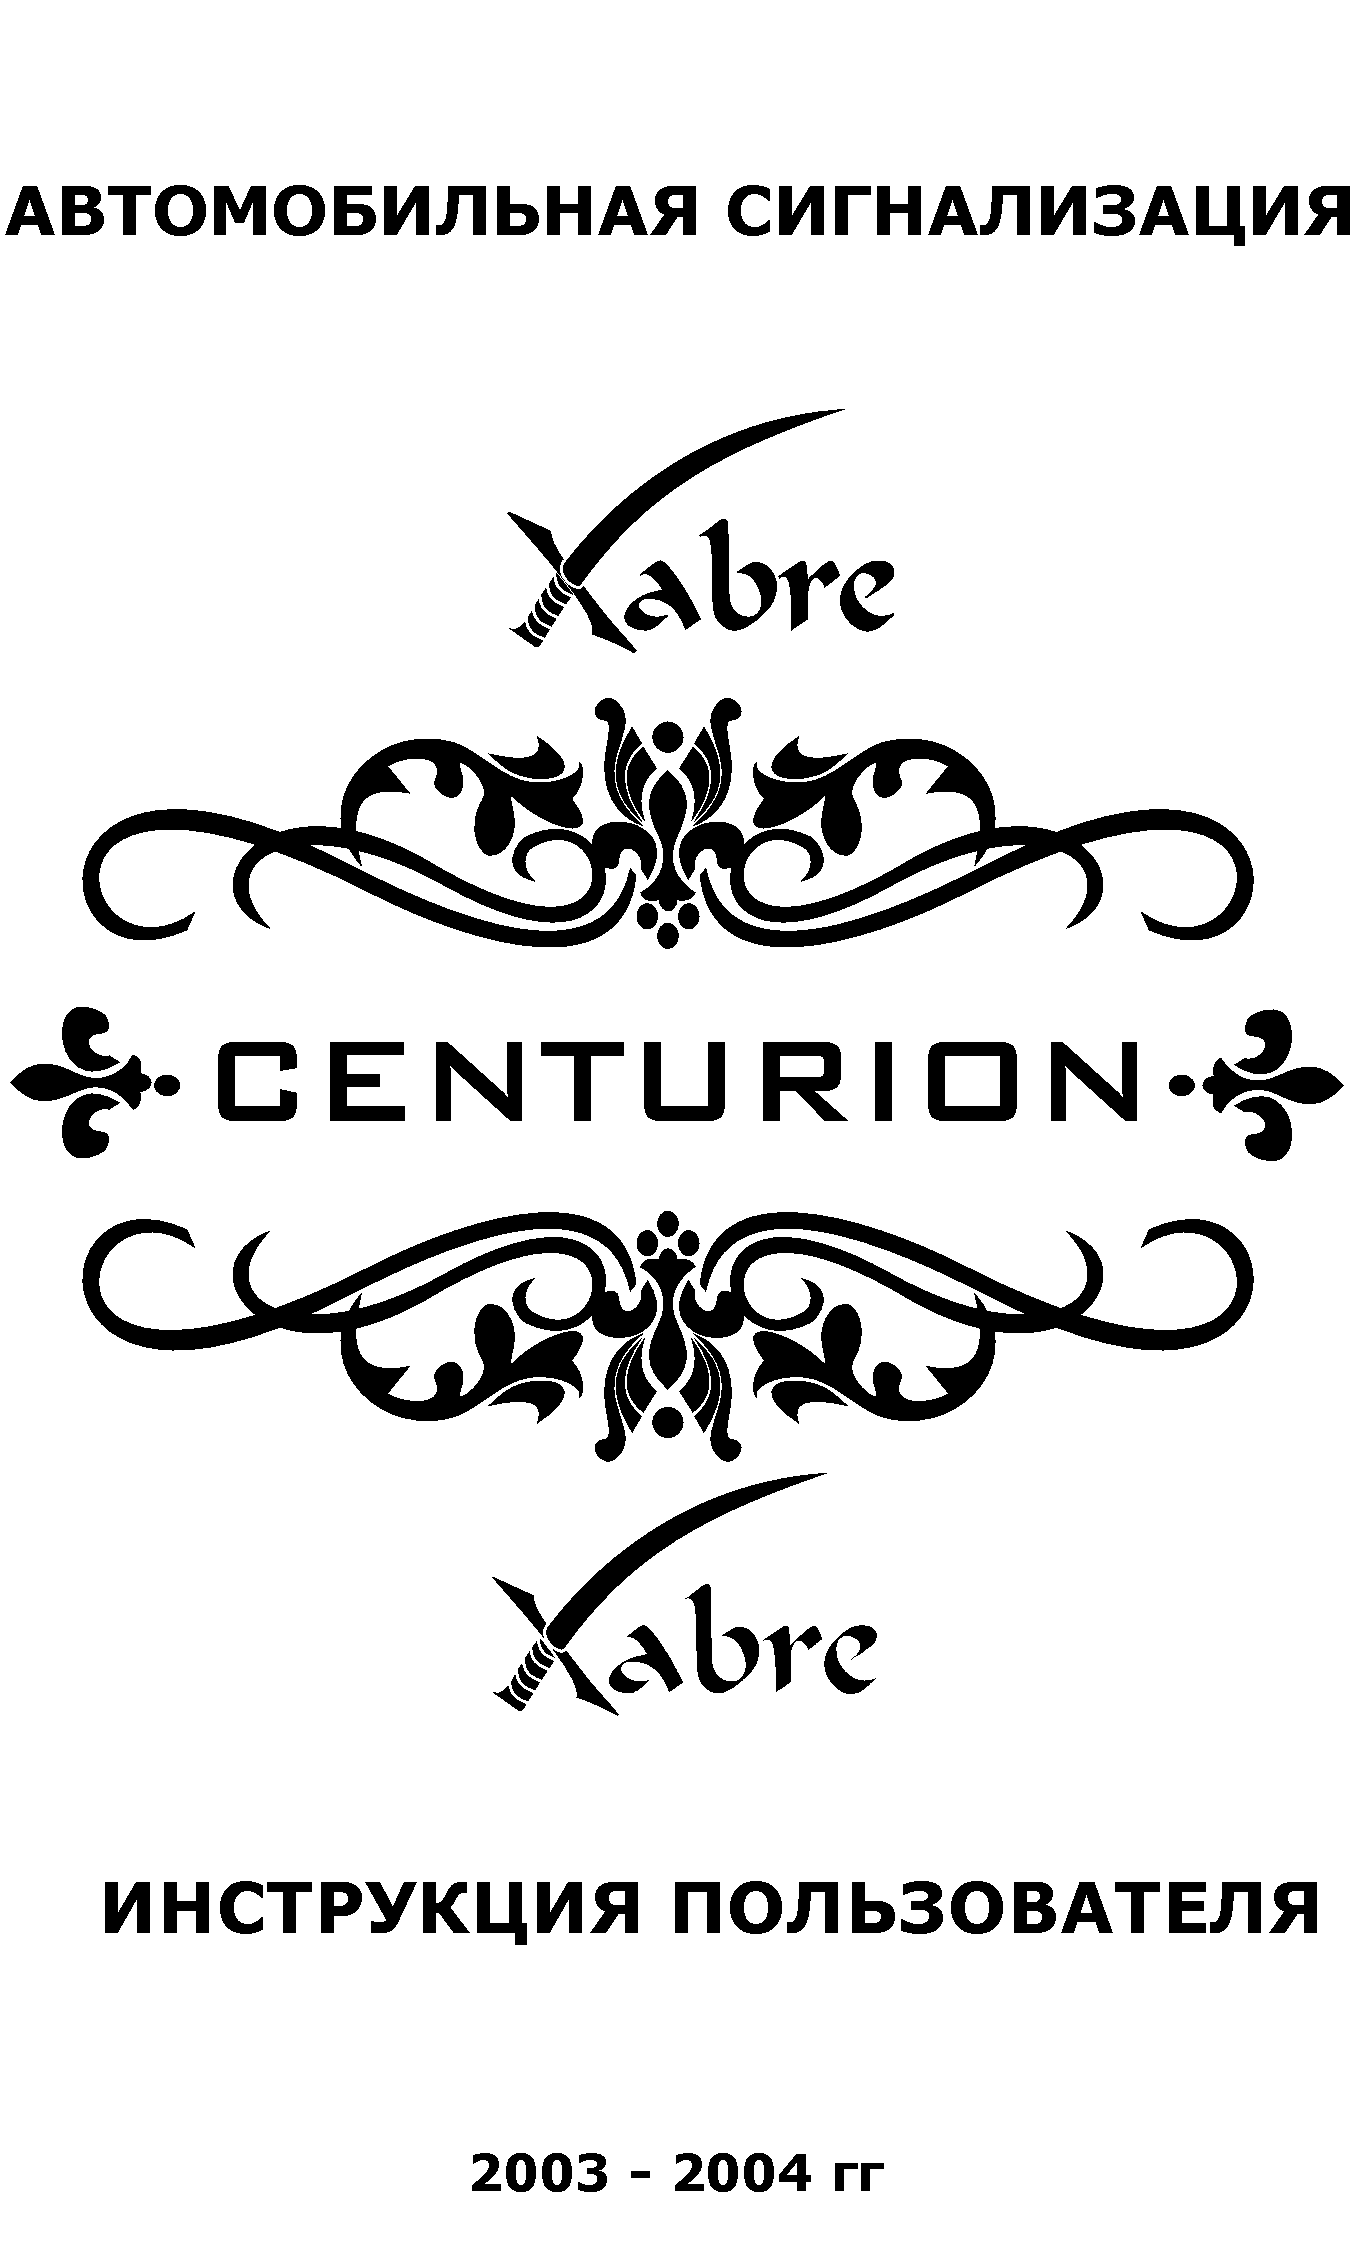 АВТОМОБИЛЬНАЯ СИГНАЛИЗАЦИЯ
Xabre
CENTURION
Xabre
ИНСТРУКЦИЯ ПОЛЬЗОВАТЕЛЯ
2003 - 2004 гг